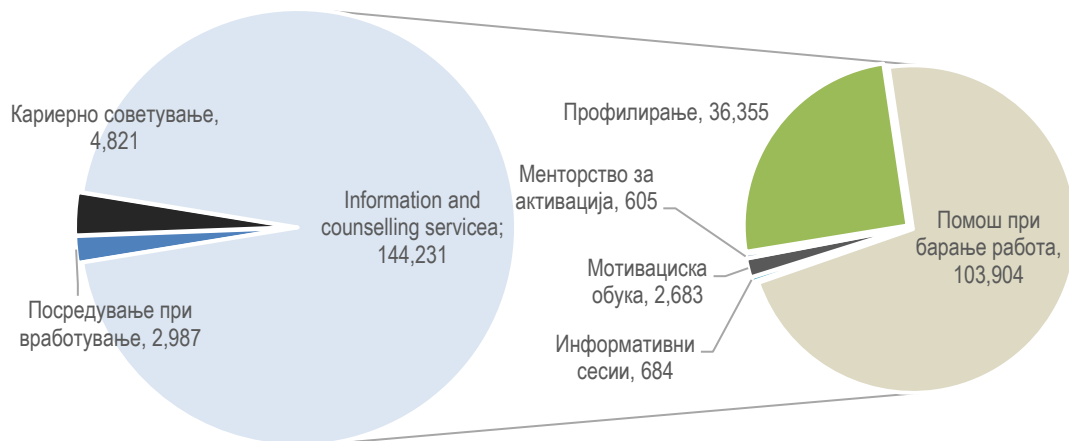 Кариерно советување,
4,821
Information and
counselling servicea;
144,231
Посредување при
вработување, 2,987
Профилирање, 36,355
Менторство за
активација, 605
Мотивациска
обука, 2,683
Информативни
сесии, 684
Помош при
барање работа,
103,904